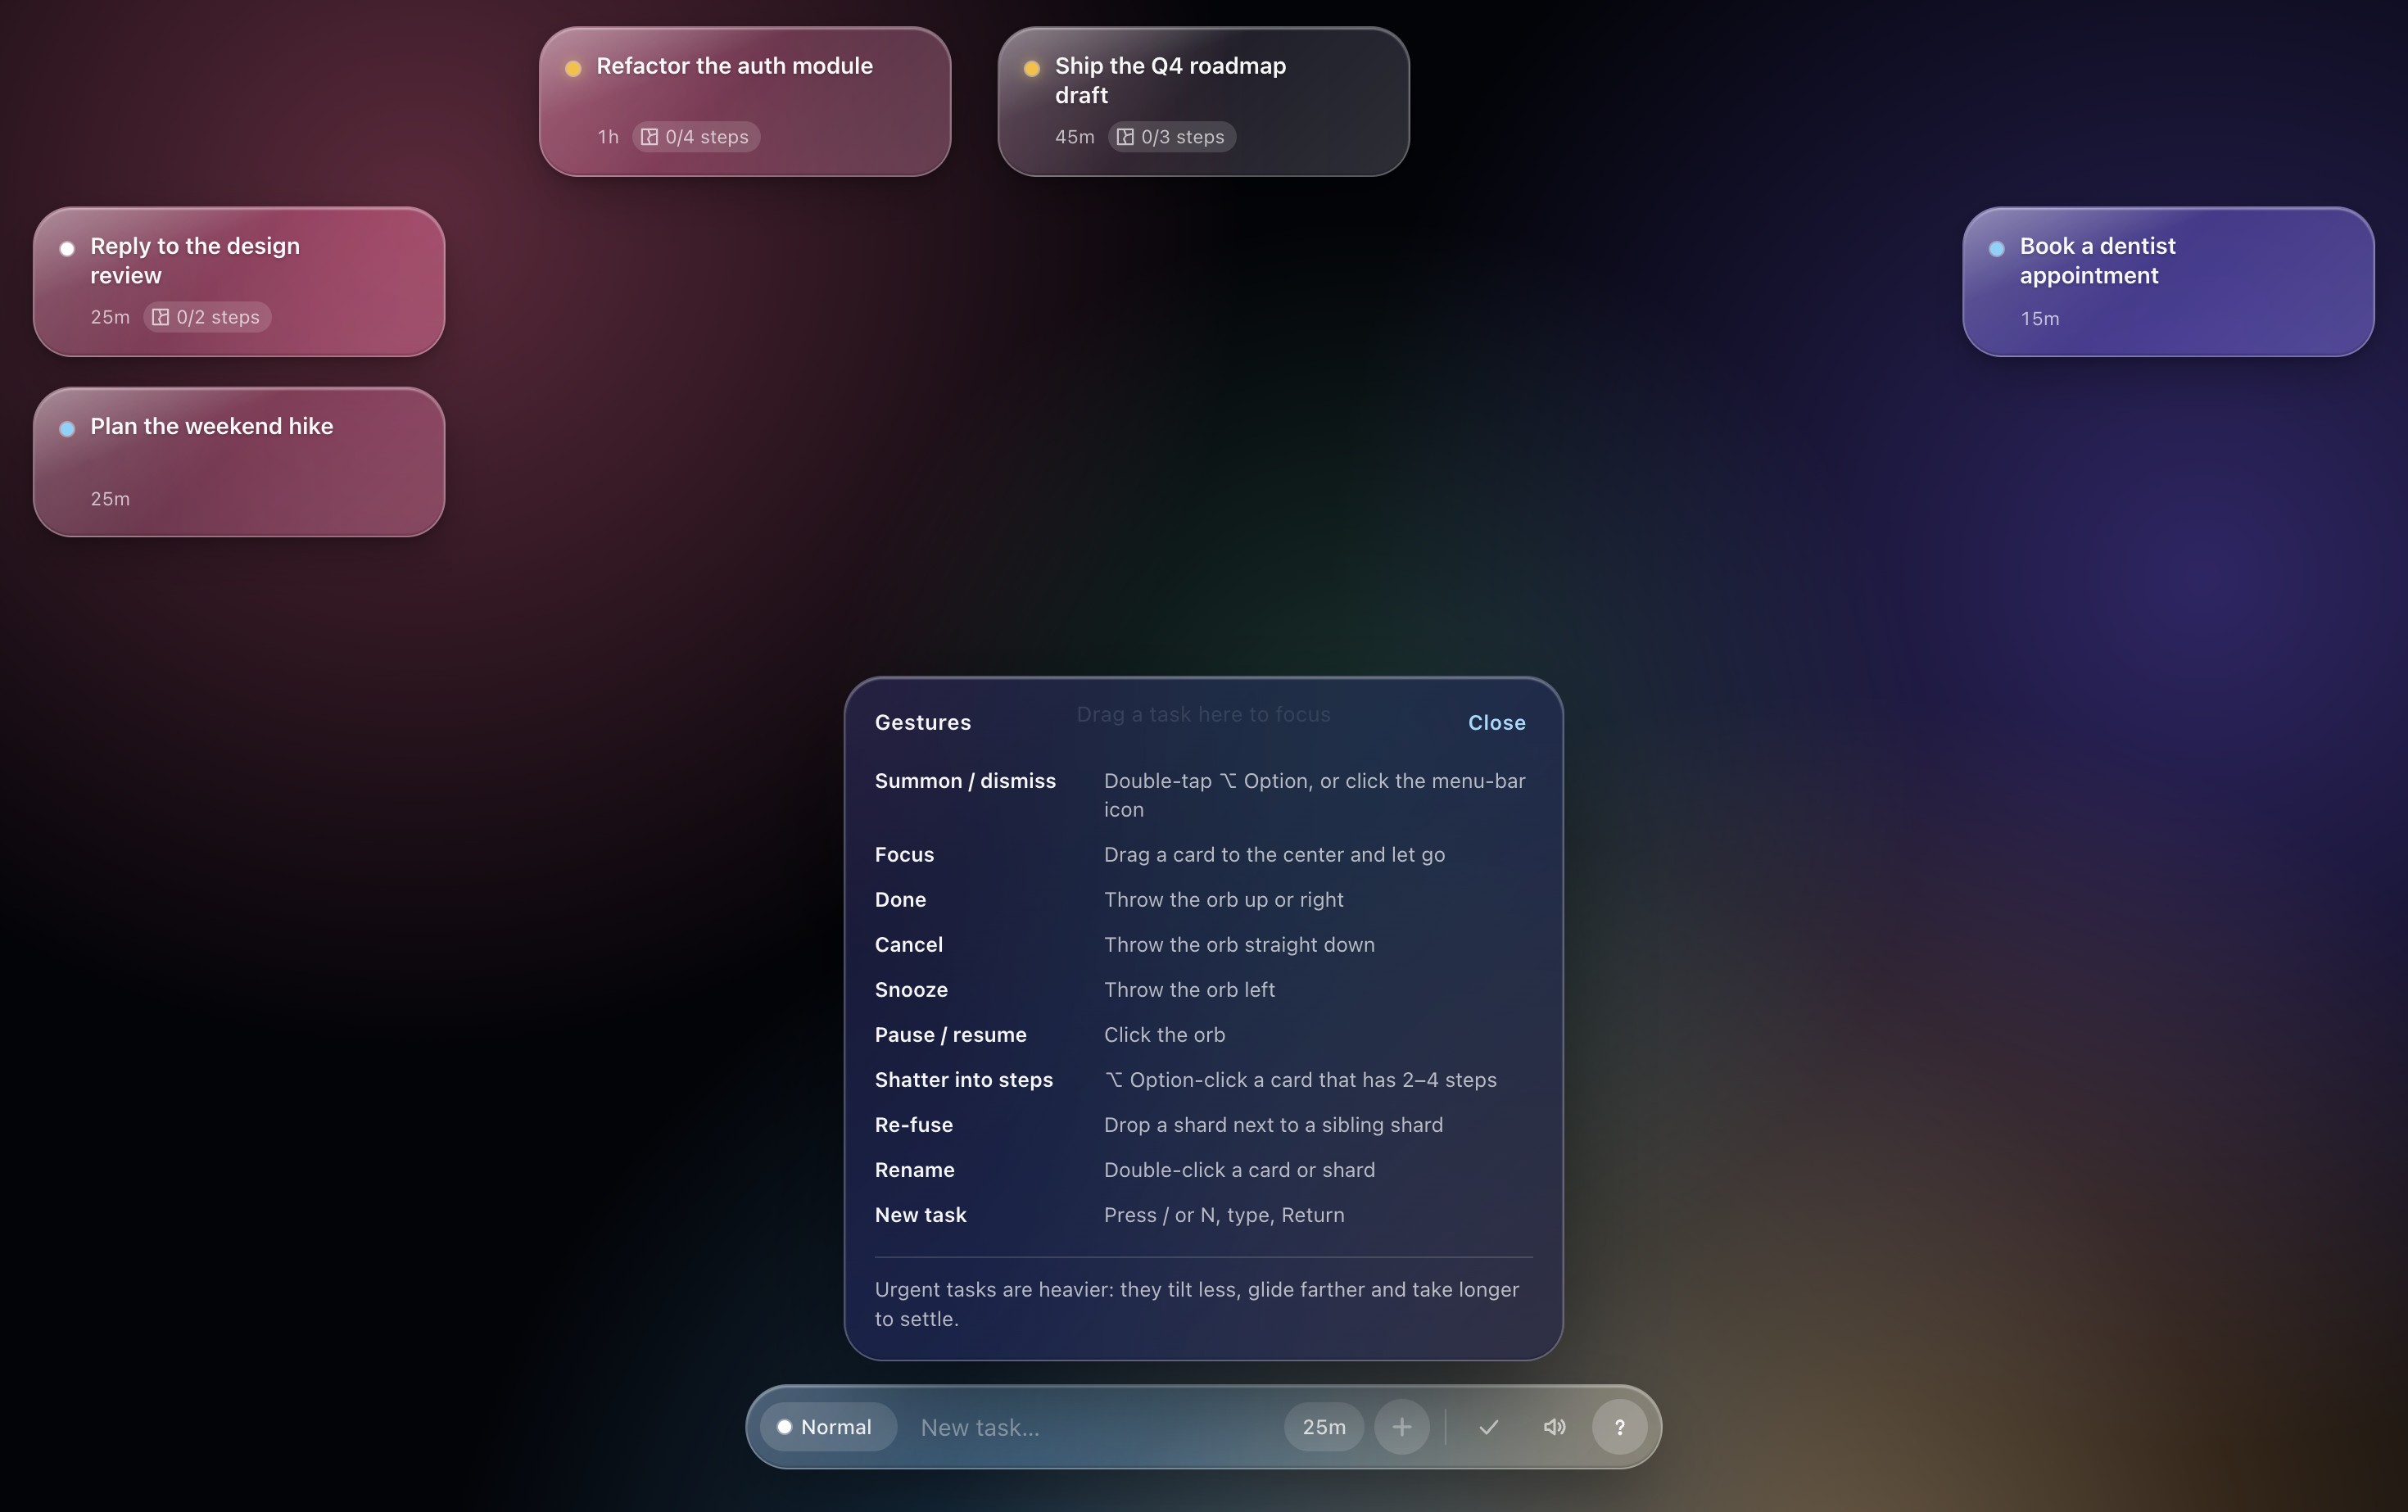 Refactor the auth module
1h 0/4 steps
Ship the Q4 roadmap
draft
45m 0/3 steps
Reply to the design
review
25m 0/2 steps
Book a dentist
appointment
15m
Plan the weekend hike
25m
Gestures
Drag a task here to focus
Close
Summon / dismiss
Double-tap ⌥ Option, or click the menu-bar
icon
Focus
Drag a card to the center and let go
Done
Throw the orb up or right
Cancel
Throw the orb straight down
Snooze
Throw the orb left
Pause / resume
Click the orb
Shatter into steps
⌥ Option-click a card that has 2–4 steps
Re-fuse
Drop a shard next to a sibling shard
Rename
Double-click a card or shard
New task
Press / or N, type, Return
Urgent tasks are heavier: they tilt less, glide farther and take longer
to settle.
Normal
New task...
25m
?